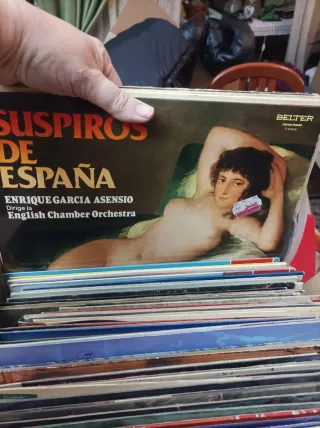 SUSPIROS
DE
ESPAÑA
ENRIQUE GARCIA ASENSIO
Dirige la
English Chamber Orchestra
BELTER